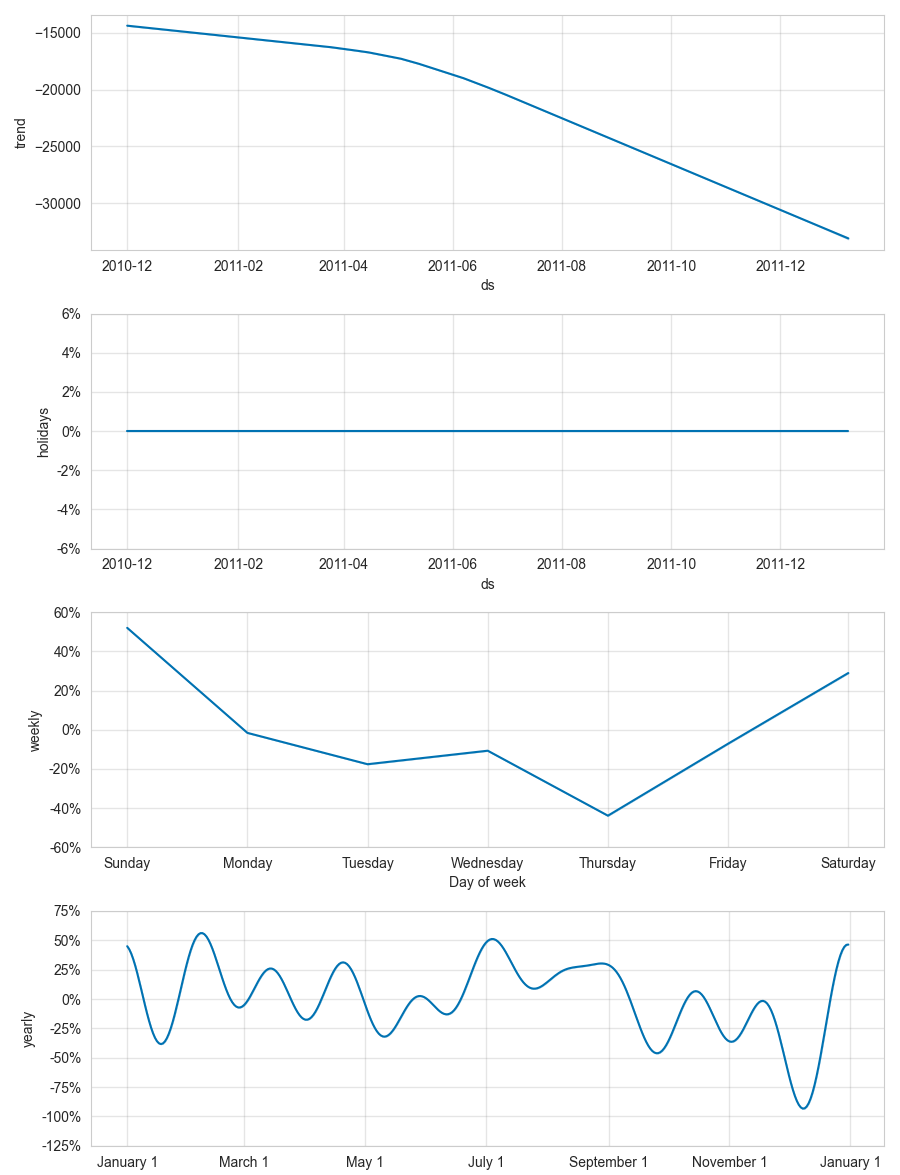 −15000
−20000
−25000
−30000
trend
2010-12 2011-02 2011-04 2011-06 2011-08 2011-10 2011-12
ds
6%
4%
2%
0%
-2%
-4%
-6%
holidays
2010-12 2011-02 2011-04 2011-06 2011-08 2011-10 2011-12
ds
60%
40%
20%
0%
-20%
-40%
-60%
weekly
Sunday Monday Tuesday Wednesday Thursday Friday Saturday
Day of week
75%
50%
25%
0%
-25%
-50%
-75%
-100%
-125%
yearly
January 1 March 1 May 1 July 1 September 1 November 1 January 1